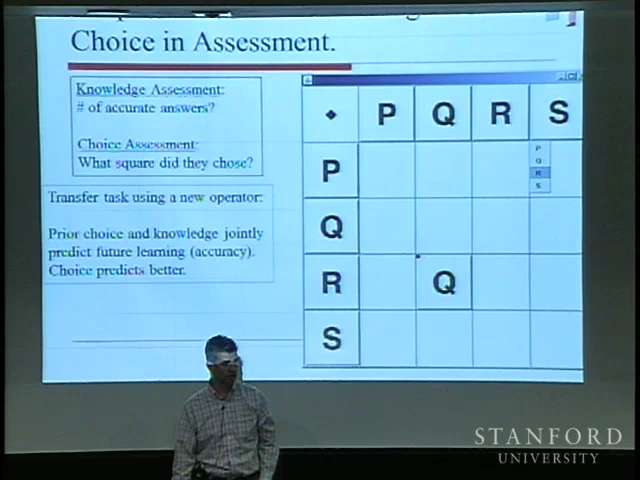 Choice in Assessment.
Knowledge Assessment:
# of accurate answers?
Choice Assessment:
What square did they chose?
Transfer task using a new operator:
Prior choice and knowledge jointly
predict future learning (accuracy).
Choice predicts better.
◆ P Q R S
P
P
Q
R
S
Q
R Q
S
STANFORD
UNIVERSITY